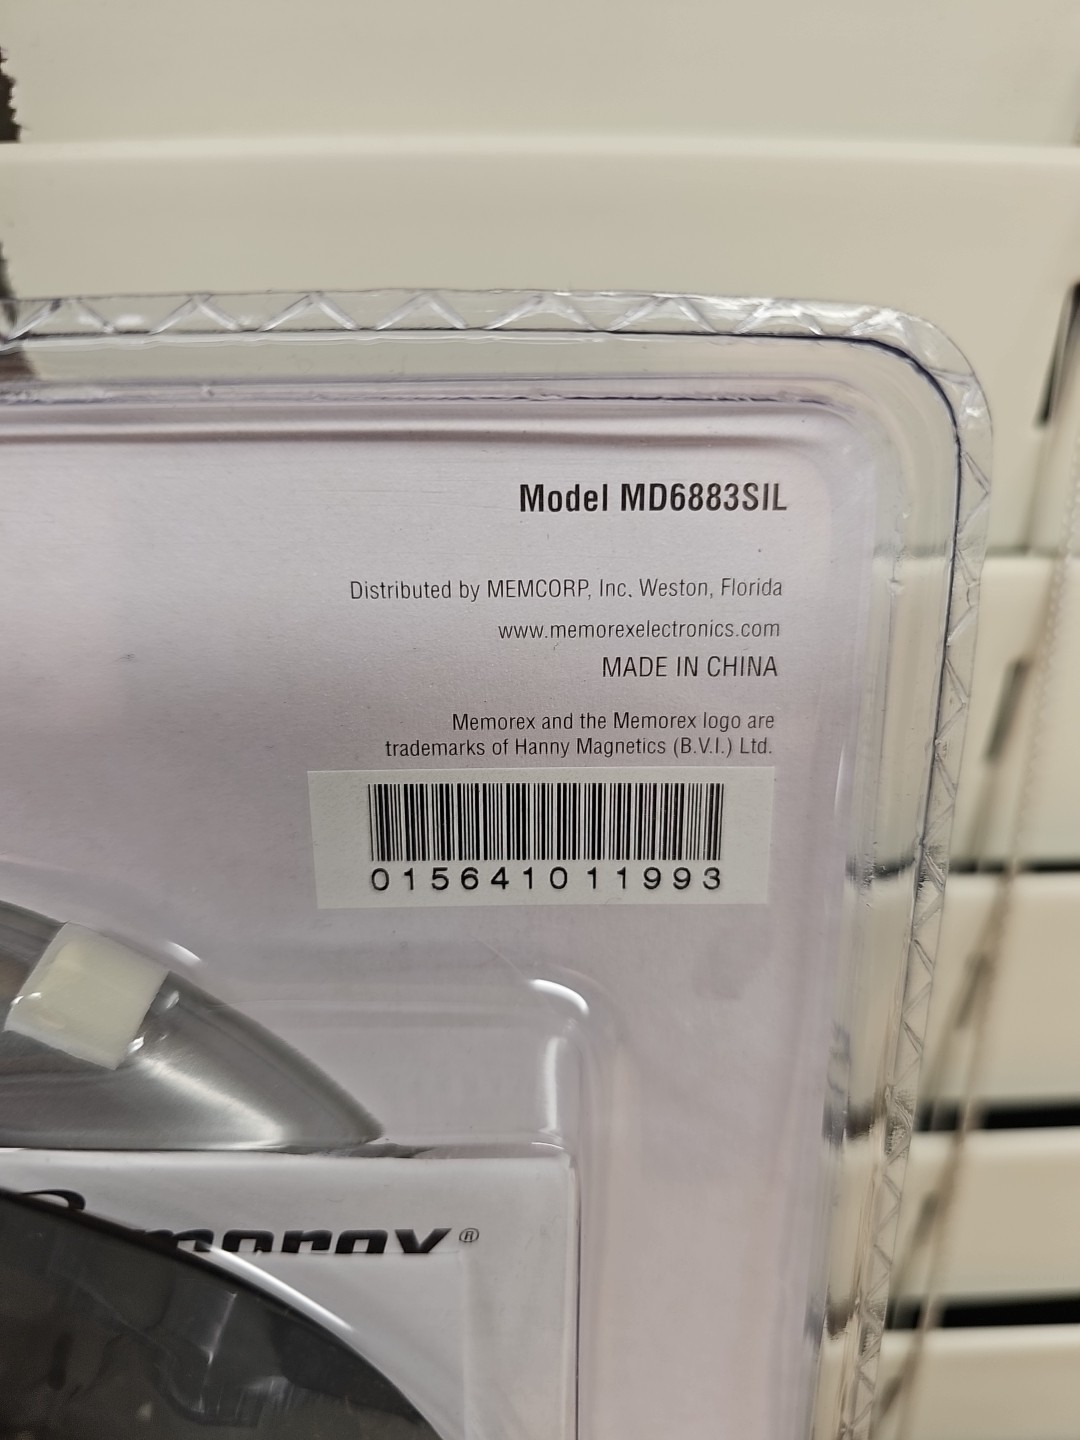 Model MD6883SIL
Distributed by MEMCORP, Inc. Weston, Florida
www.memorexelectronics.com
MADE IN CHINA
Memorex and the Memorex logo are
trademarks of Hanny Magnetics (B.V.I.) Ltd.
015641011993